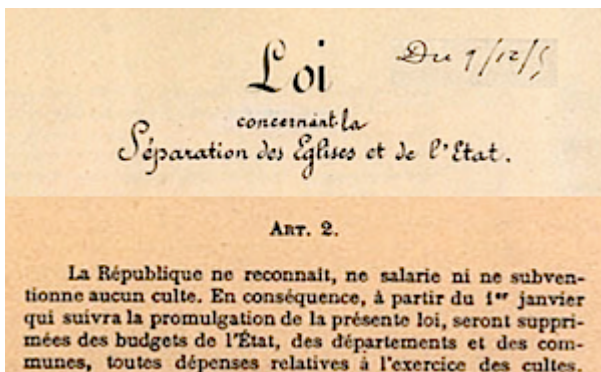 Loi
Du 9/12/5
concernant la
Séparation des Eglises et de l'Etat.
ART. 2.
La République ne reconnait, ne salarie ni ne subven-
tionne aucun culte. En conséquence, à partir du 1er janvier
qui suivra la promulgation de la présente loi, seront suppri-
mées des budgets de l'État, des départements et des com-
munes, toutes dépenses relatives à l'exercice des cultes.